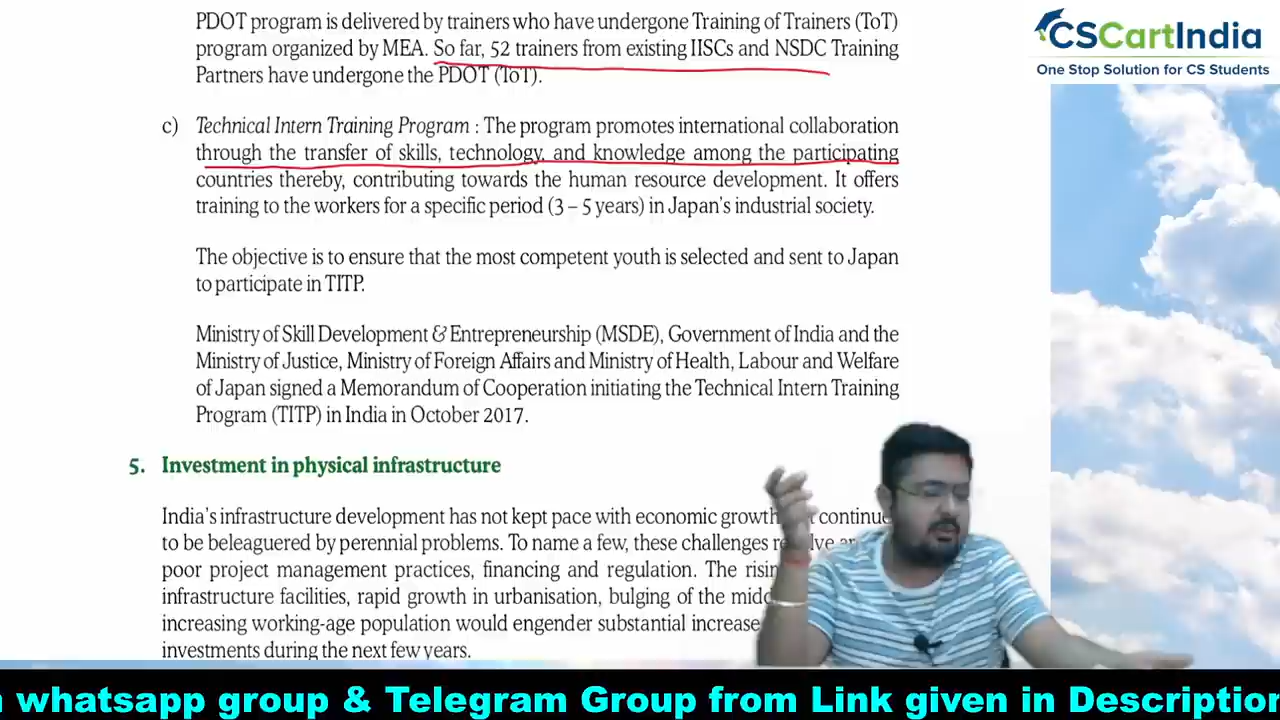 PDOT program is delivered by trainers who have undergone Training of Trainers (ToT)
program organized by MEA. So far, 52 trainers from existing IISCs and NSDC Training
Partners have undergone the PDOT (ToT).
c) Technical Intern Training Program : The program promotes international collaboration
through the transfer of skills, technology, and knowledge among the participating
countries thereby, contributing towards the human resource development. It offers
training to the workers for a specific period (3 – 5 years) in Japan's industrial society.
The objective is to ensure that the most competent youth is selected and sent to Japan
to participate in TITP.
Ministry of Skill Development & Entrepreneurship (MSDE), Government of India and the
Ministry of Justice, Ministry of Foreign Affairs and Ministry of Health, Labour and Welfare
of Japan signed a Memorandum of Cooperation initiating the Technical Intern Training
Program (TITP) in India in October 2017.
5. Investment in physical infrastructure
India's infrastructure development has not kept pace with economic growth
to be beleaguered by perennial problems. To name a few, these challenges
poor project management practices, financing and regulation. The
infrastructure facilities, rapid growth in urbanisation, bulging of the
increasing working-age population would engender substantial
investments during the next few years.
CSCartIndia
One Stop Solution for CS Students
whatsapp group & Telegram Group from Link given in Description